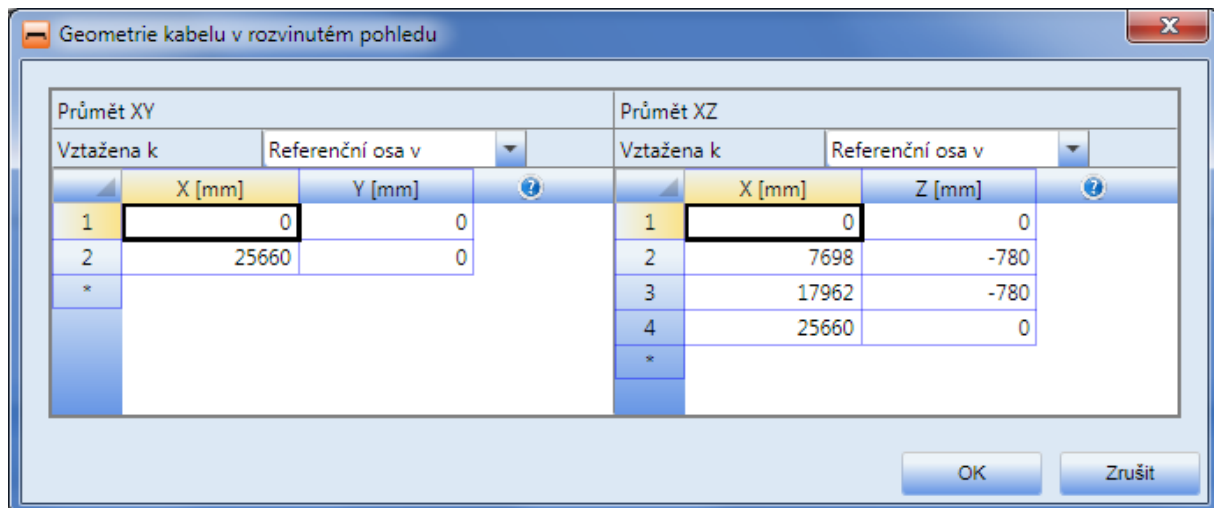 Geometrie kabelu v rozvinutém pohledu
Průmět XY
Průmět XZ
Vztažena k Referenční osa v
Vztažena k Referenční osa v
X [mm] Y [mm]
1 0 0
2 25660 0
*
X [mm] Z [mm]
1 0 0
2 7698 -780
3 17962 -780
4 25660 0
*
OK Zrušit